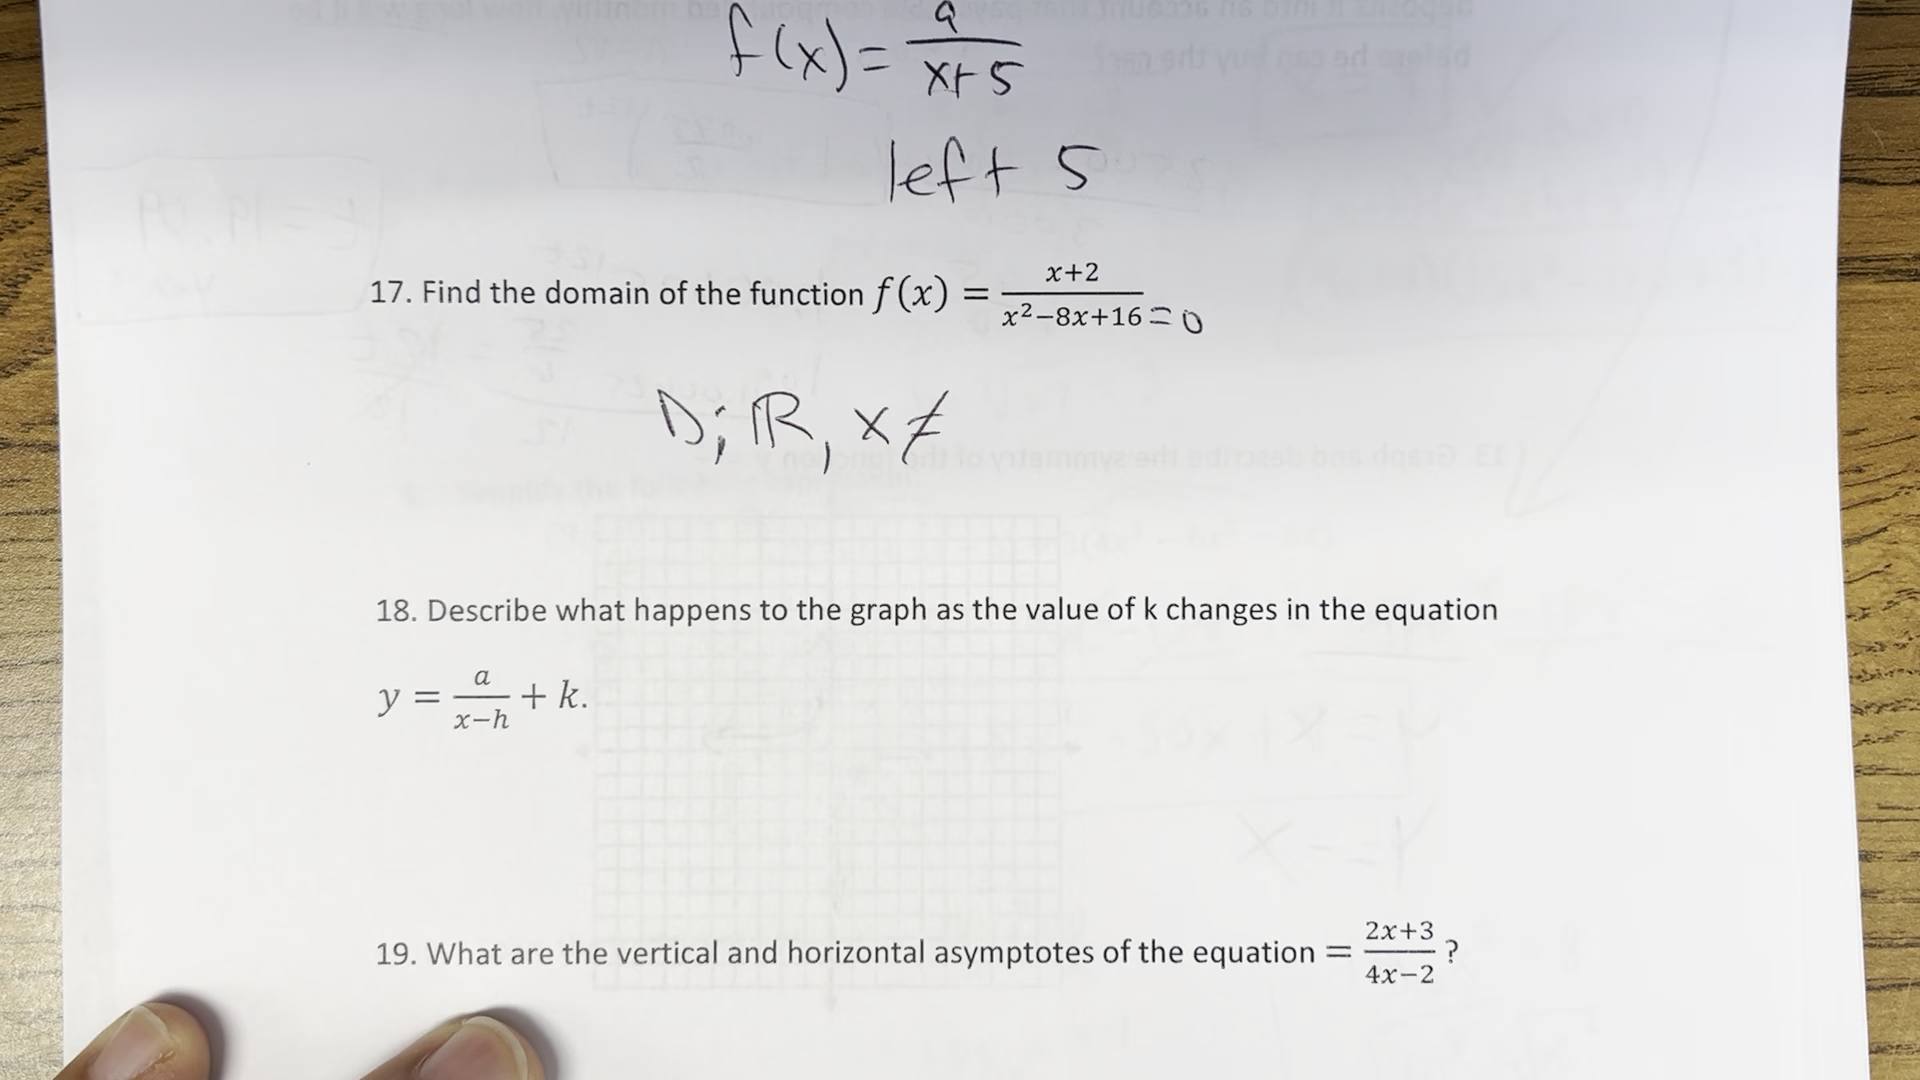 f(x) = a/(x+5)
left 5
17. Find the domain of the function f(x) = (x+2)/(x²−8x+16) = 0
D; ℝ, x ≠
18. Describe what happens to the graph as the value of k changes in the equation
y = a/(x−h) + k.
19. What are the vertical and horizontal asymptotes of the equation = (2x+3)/(4x−2) ?